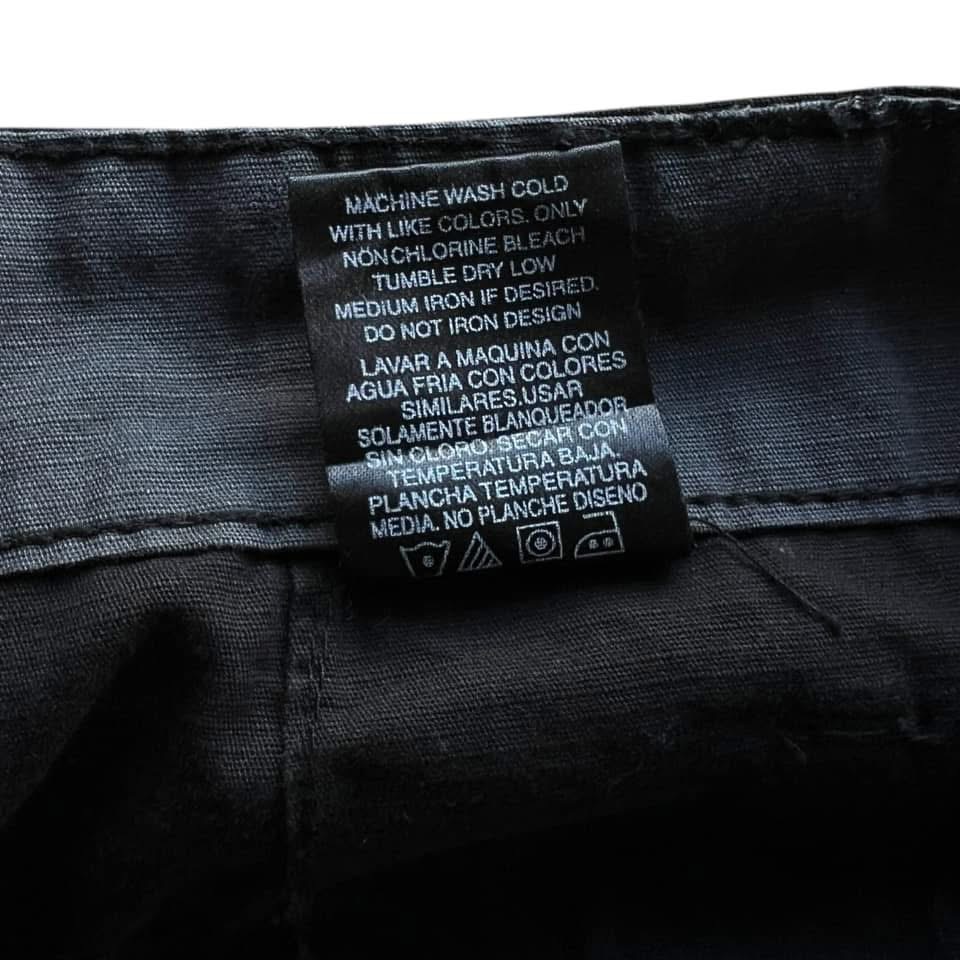 MACHINE WASH COLD
WITH LIKE COLORS. ONLY
NON CHLORINE BLEACH
TUMBLE DRY LOW
MEDIUM IRON IF DESIRED.
DO NOT IRON DESIGN
LAVAR A MAQUINA CON
AGUA FRIA CON COLORES
SIMILARES.USAR
SOLAMENTE BLANQUEADOR
SIN CLORO. SECAR CON
TEMPERATURA BAJA.
PLANCHA TEMPERATURA
MEDIA. NO PLANCHE DISENO